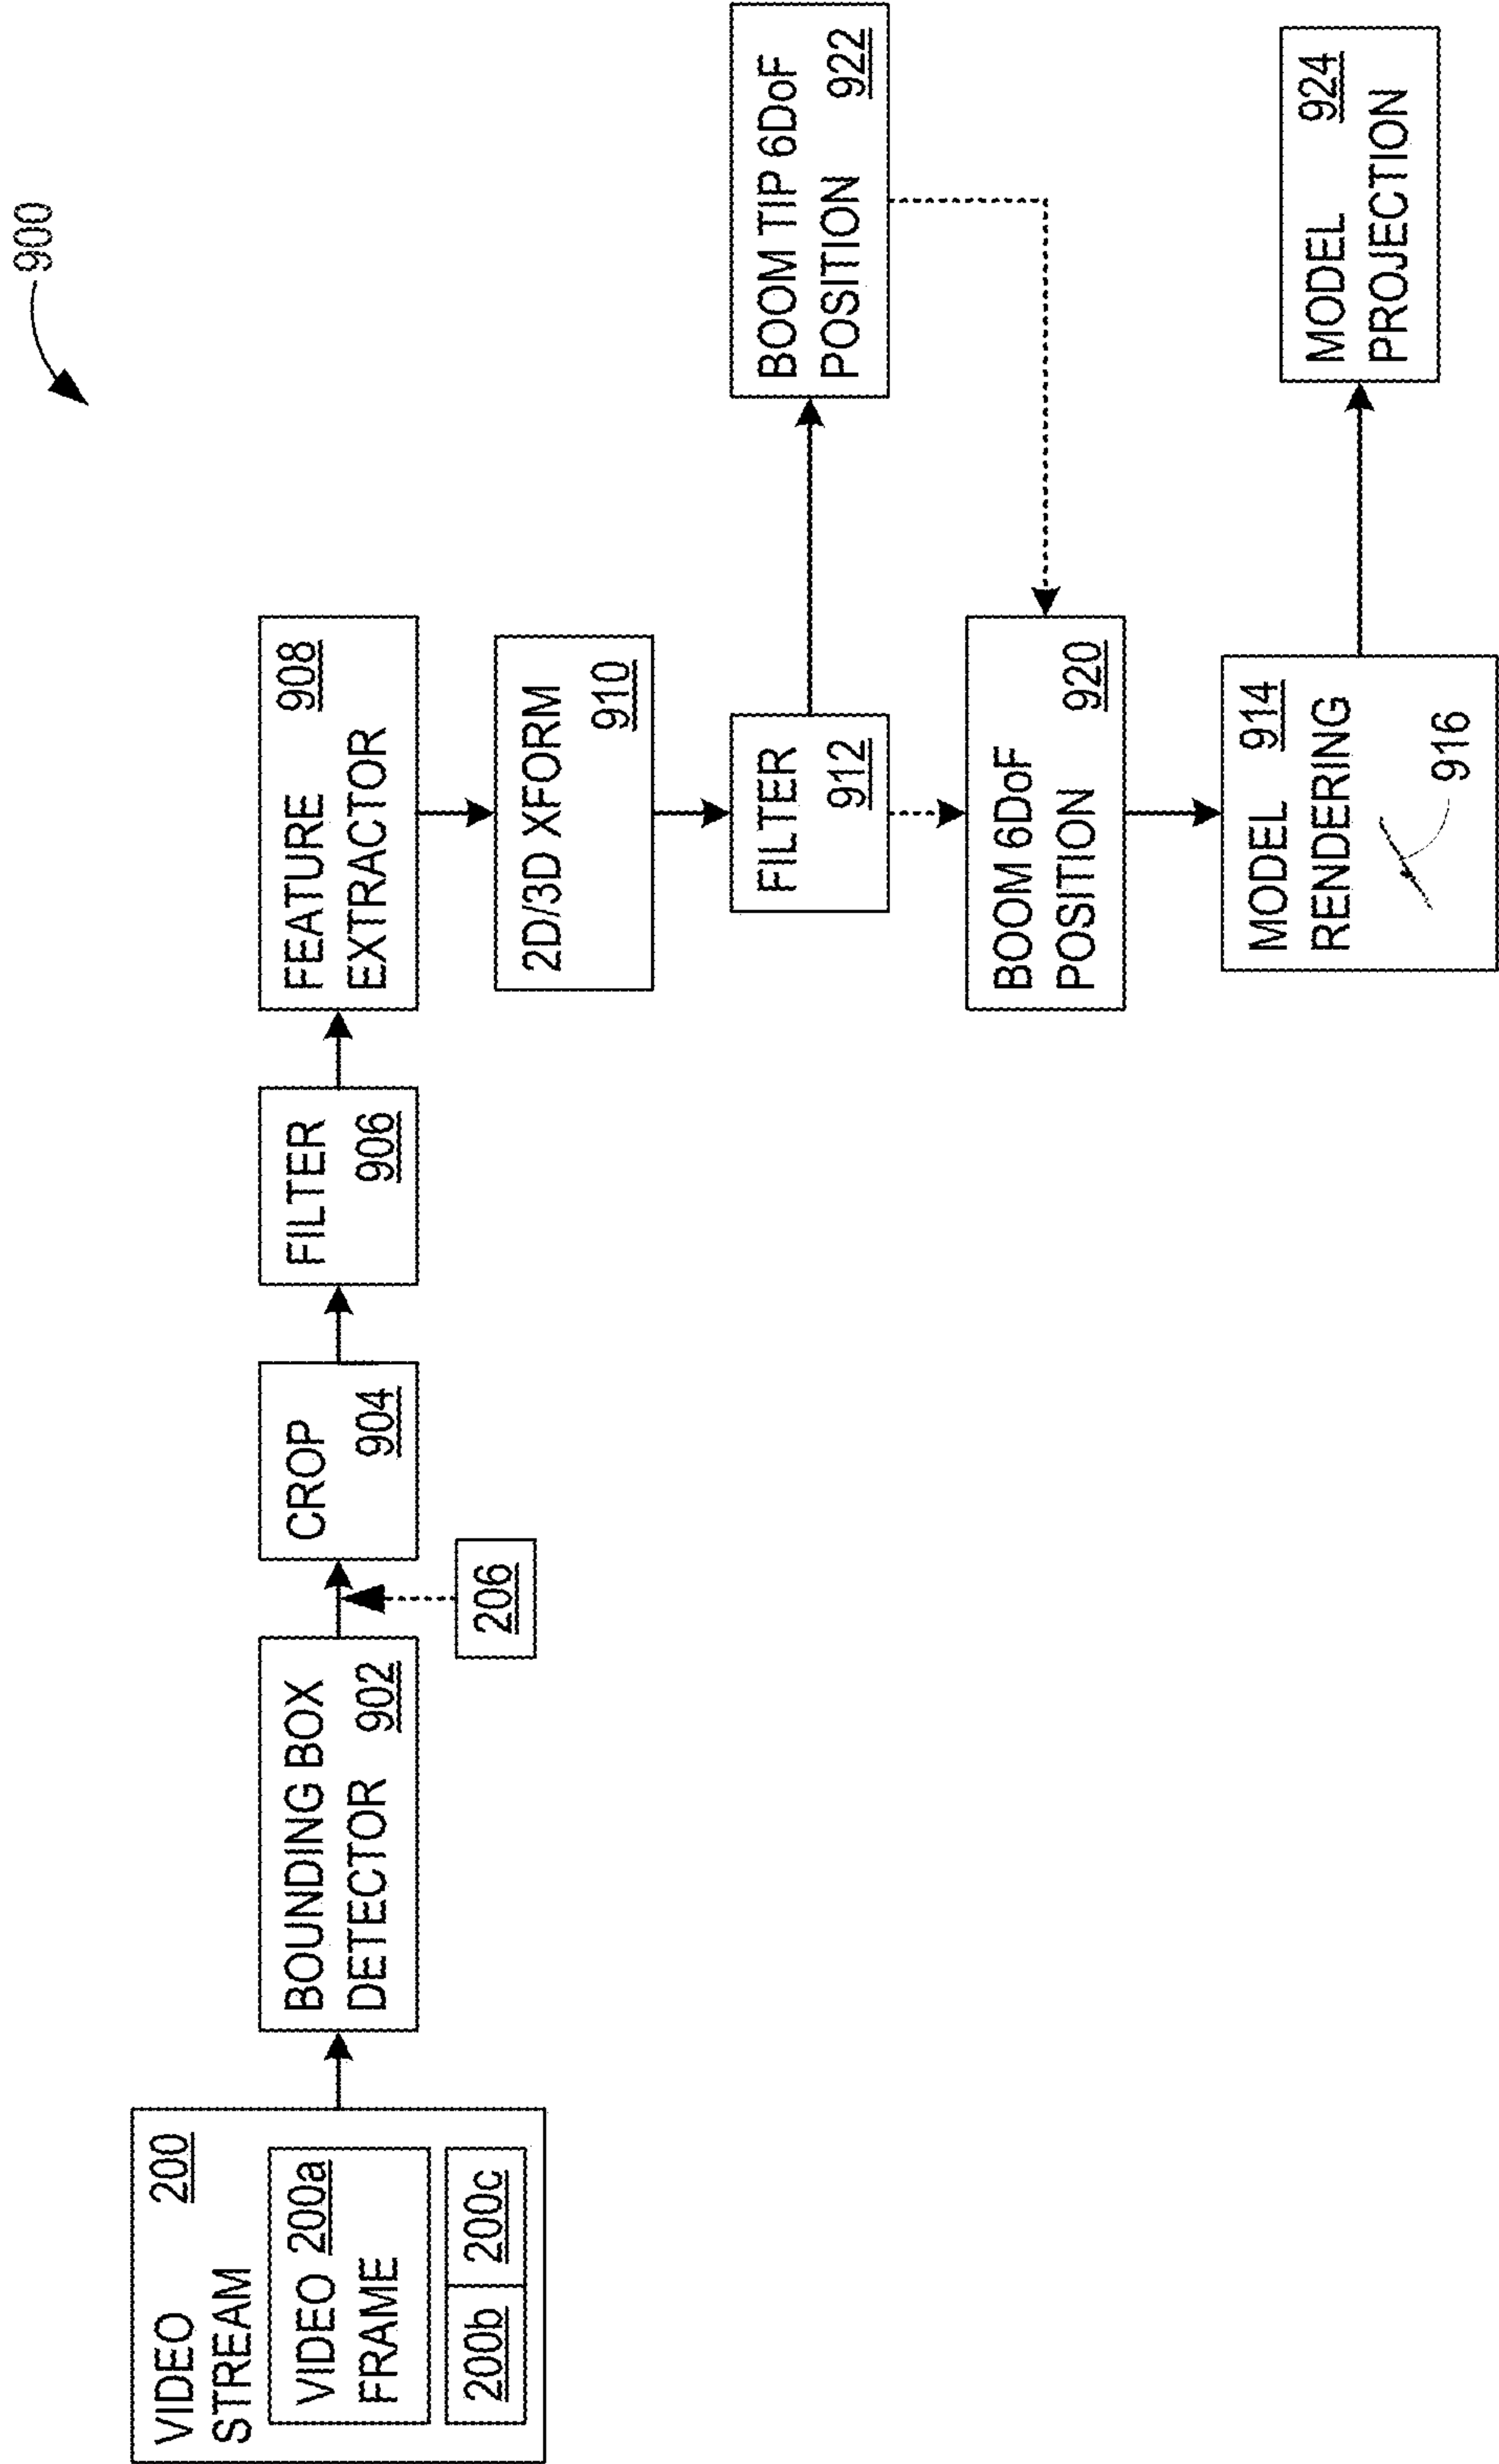 900
VIDEO 200
STREAM
VIDEO 200a
FRAME
200b 200c
BOUNDING BOX
DETECTOR 902
206
CROP
904
FILTER
906
FEATURE 908
EXTRACTOR
2D/3D XFORM
910
FILTER
912
BOOM TIP 6DoF
POSITION 922
BOOM 6DoF
POSITION 920
MODEL 914
RENDERING
916
MODEL 924
PROJECTION